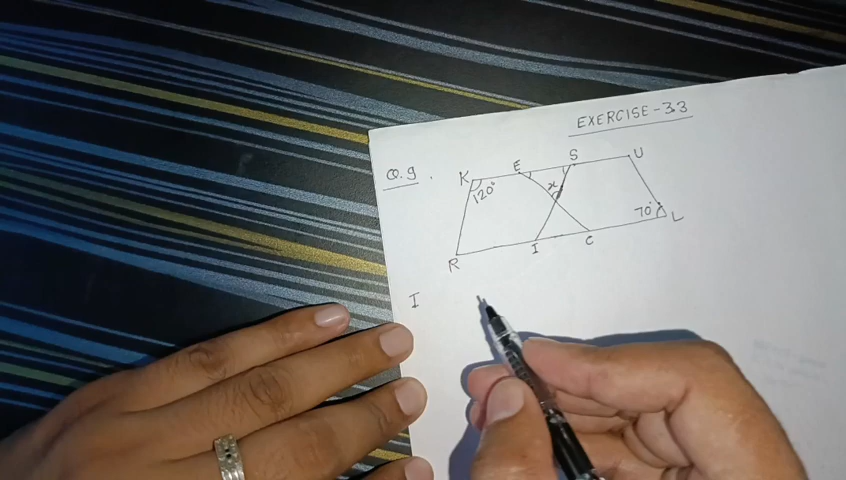 EXERCISE-3.3
Q.9.
K E S U
120° x 70°
R I C L
I